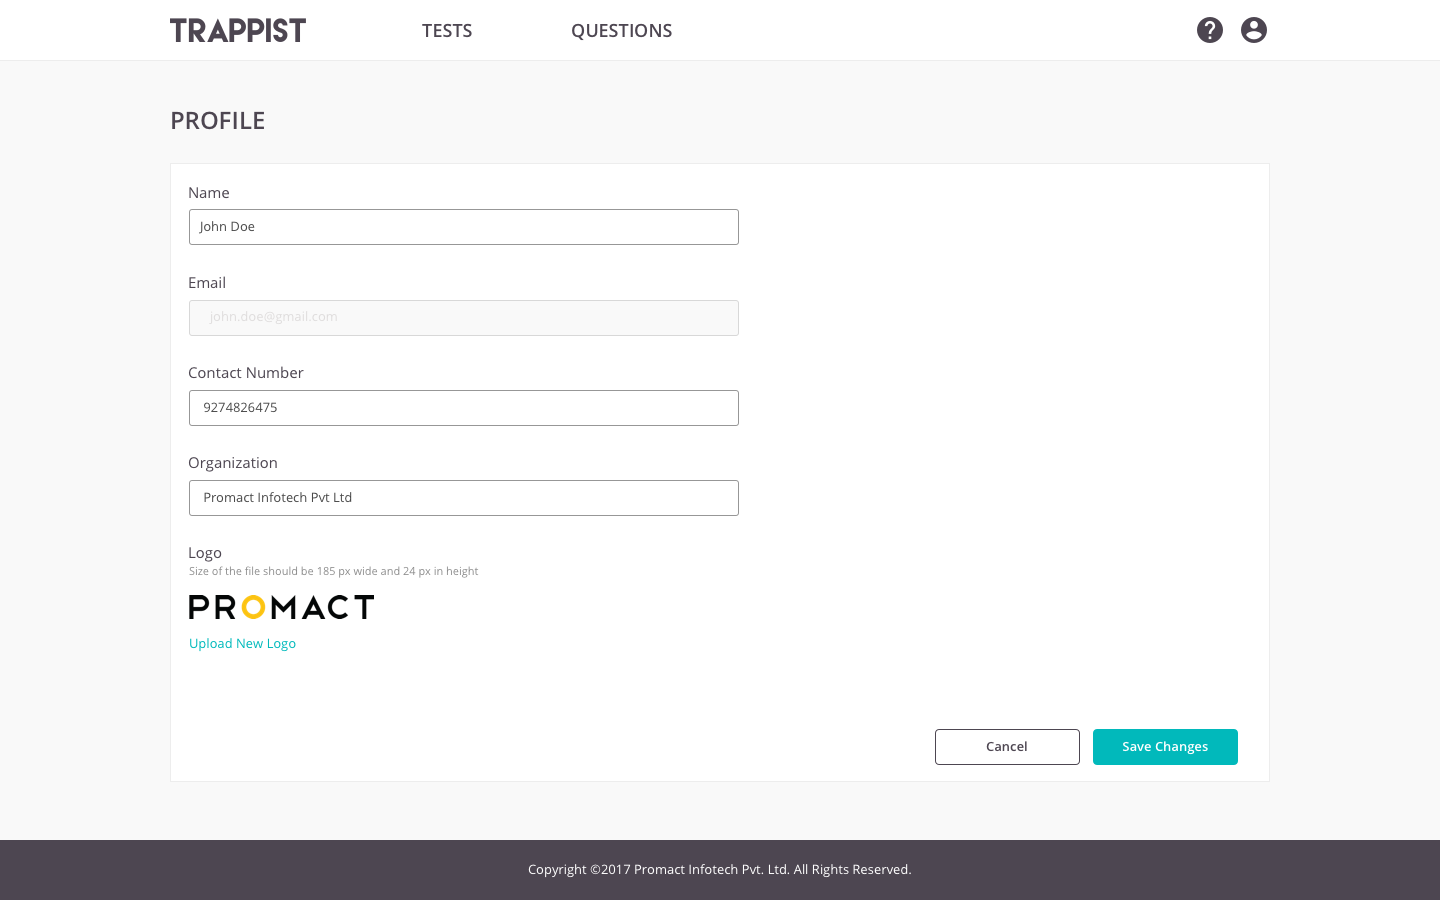 TRAPPIST TESTS QUESTIONS
PROFILE
Name
John Doe
Email
john.doe@gmail.com
Contact Number
9274826475
Organization
Promact Infotech Pvt Ltd
Logo
Size of the file should be 185 px wide and 24 px in height
PROMACT
Upload New Logo
Cancel Save Changes
Copyright ©2017 Promact Infotech Pvt. Ltd. All Rights Reserved.